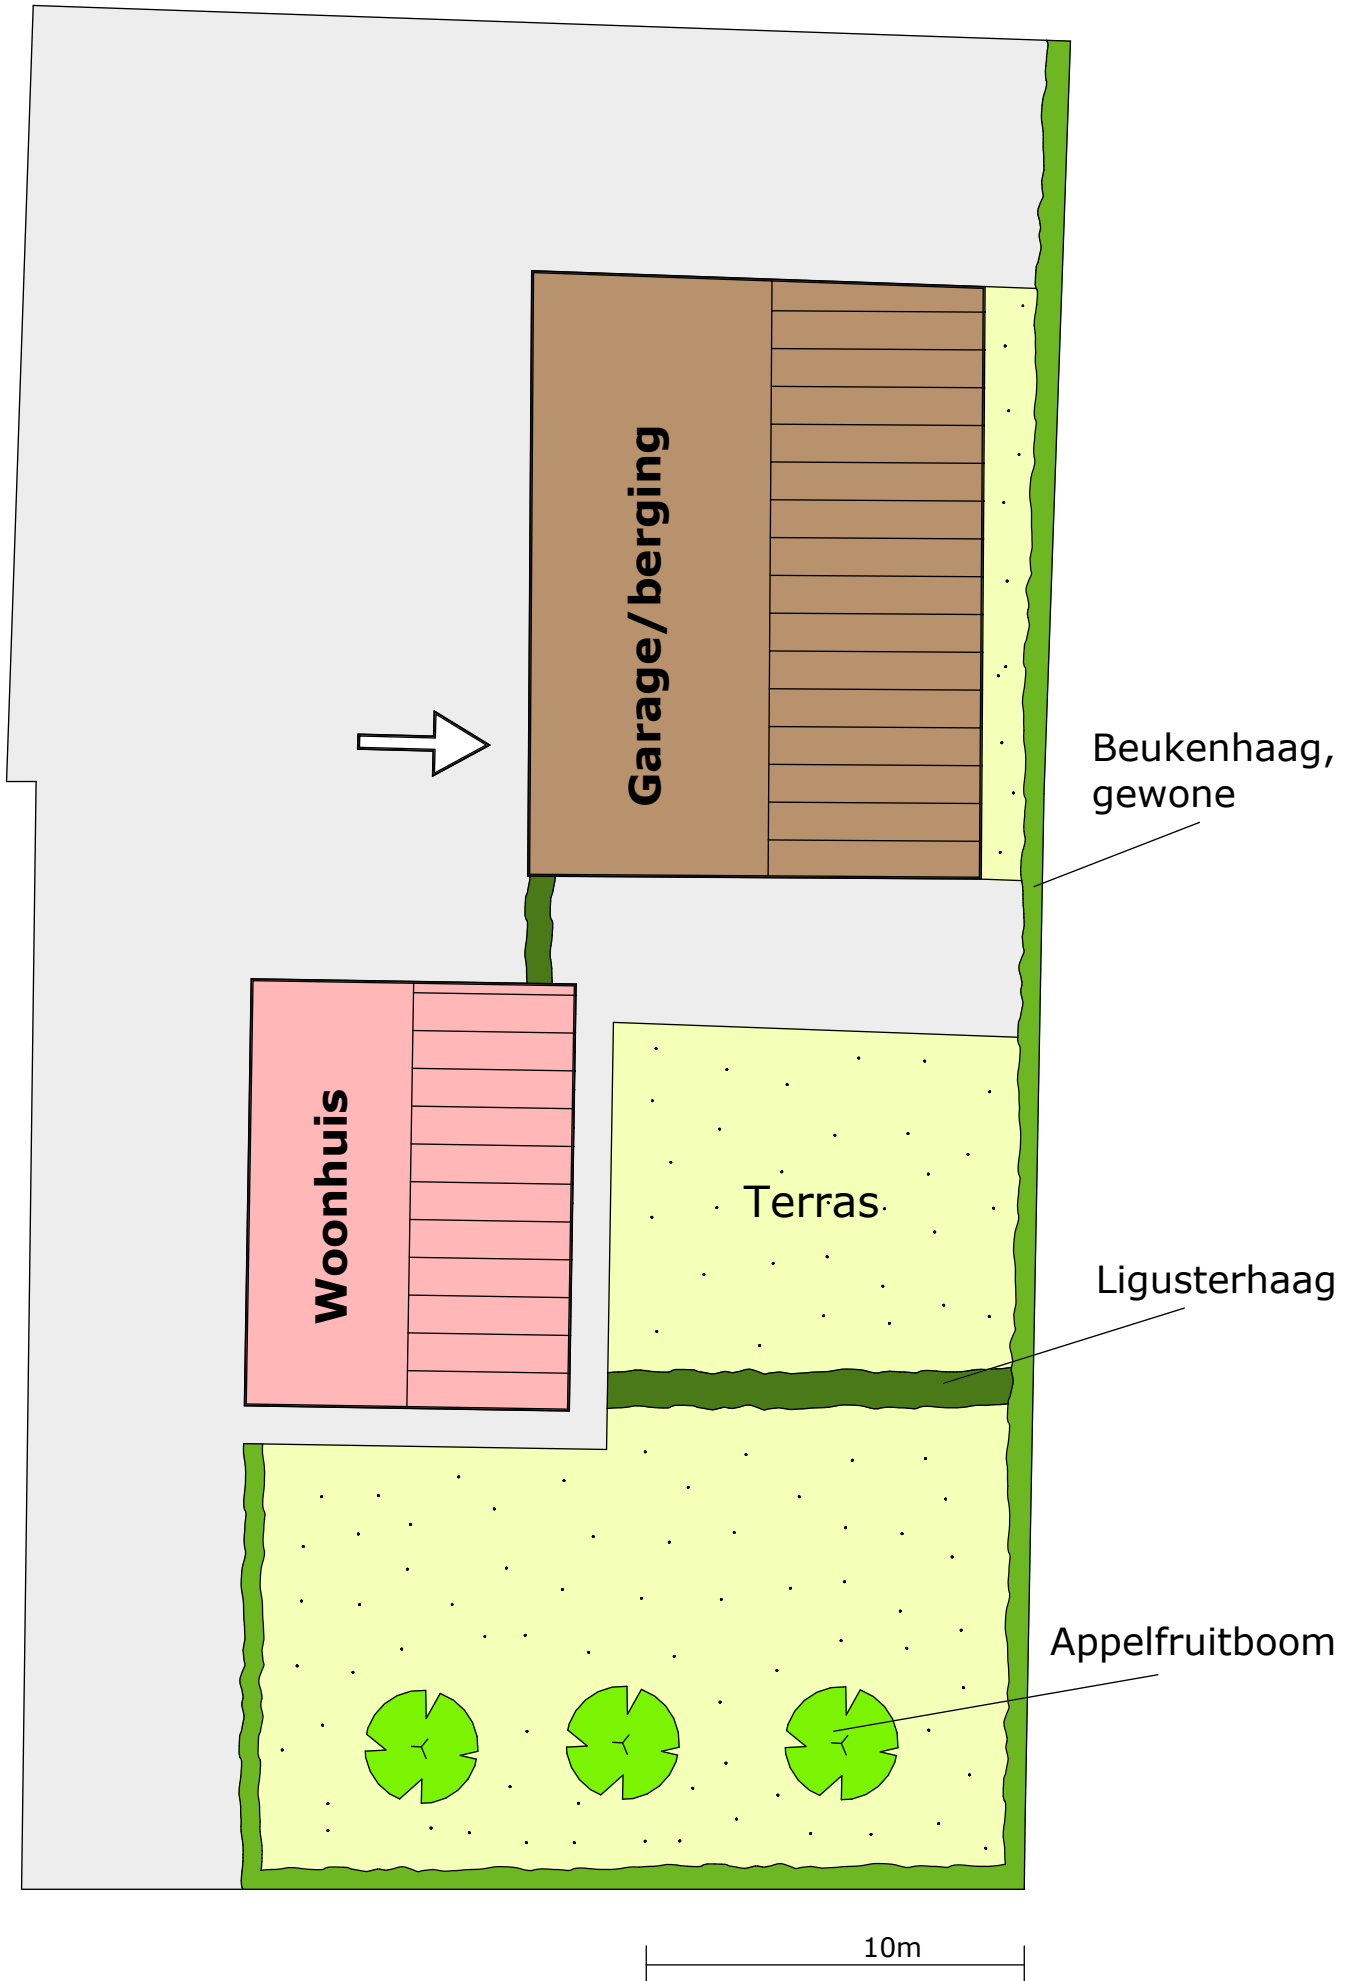 Garage/berging
Beukenhaag,
gewone
Woonhuis
Terras
Ligusterhaag
Appelfruitboom
10m